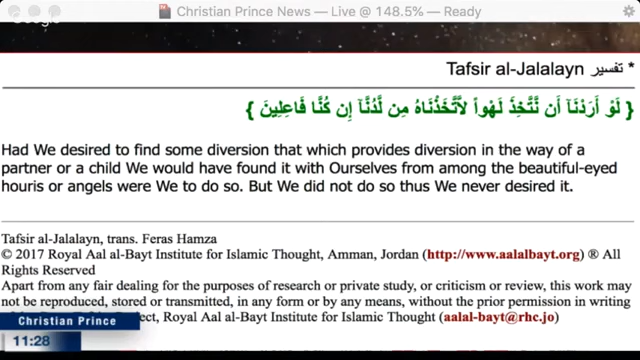 Christian Prince News — Live @ 148.5% — Ready
* تفسير Tafsir al-Jalalayn
{ لَوْ أَرَدْنَآ أَن نَّتَّخِذَ لَهْواً لاَّتَّخَذْنَاهُ مِن لَّدُنَّآ إِن كُنَّا فَاعِلِينَ }
Had We desired to find some diversion that which provides diversion in the way of a
partner or a child We would have found it with Ourselves from among the beautiful-eyed
houris or angels were We to do so. But We did not do so thus We never desired it.
Tafsir al-Jalalayn, trans. Feras Hamza
© 2017 Royal Aal al-Bayt Institute for Islamic Thought, Amman, Jordan (http://www.aalalbayt.org) ® All
Rights Reserved
Apart from any fair dealing for the purposes of research or private study, or criticism or review, this work may
not be reproduced, stored or transmitted, in any form or by any means, without the prior permission in writing
Royal Aal al-Bayt Institute for Islamic Thought (aalal-bayt@rhc.jo)
Christian Prince
11:28